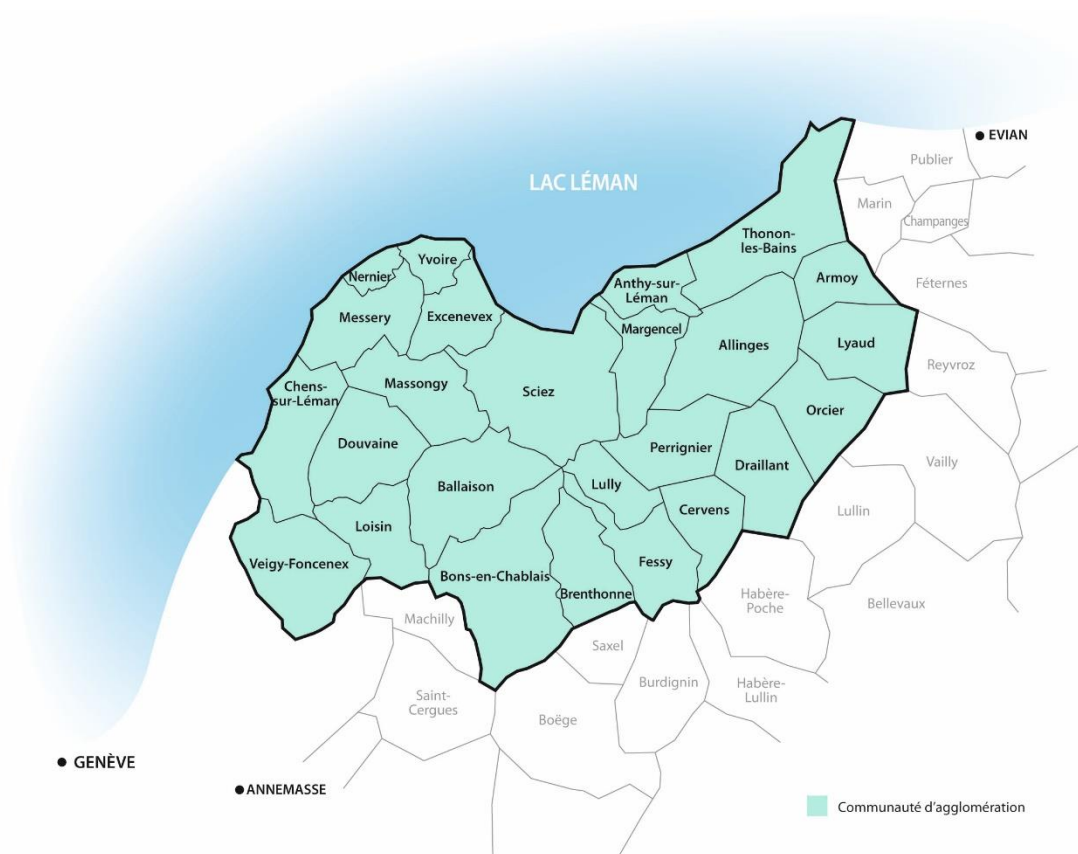 EVIAN
Publier
LAC LÉMAN
Marin
Champanges
Thonon-
les-Bains
Yvoire
Nernier
Armoy
Anthy-sur-
Léman
Féternes
Messery
Excenevex
Margencel
Allinges
Lyaud
Reyvroz
Chens-
sur-Léman
Massongy
Sciez
Orcier
Douvaine
Perrignier
Draillant
Vailly
Ballaison
Lully
Cervens
Lullin
Loisin
Veigy-Foncenex
Bons-en-Chablais
Fessy
Brenthonne
Habère-
Poche
Bellevaux
Machilly
Saxel
Burdignin
Habère-
Lullin
Saint-
Cergues
Boëge
GENÈVE
ANNEMASSE
Communauté d'agglomération